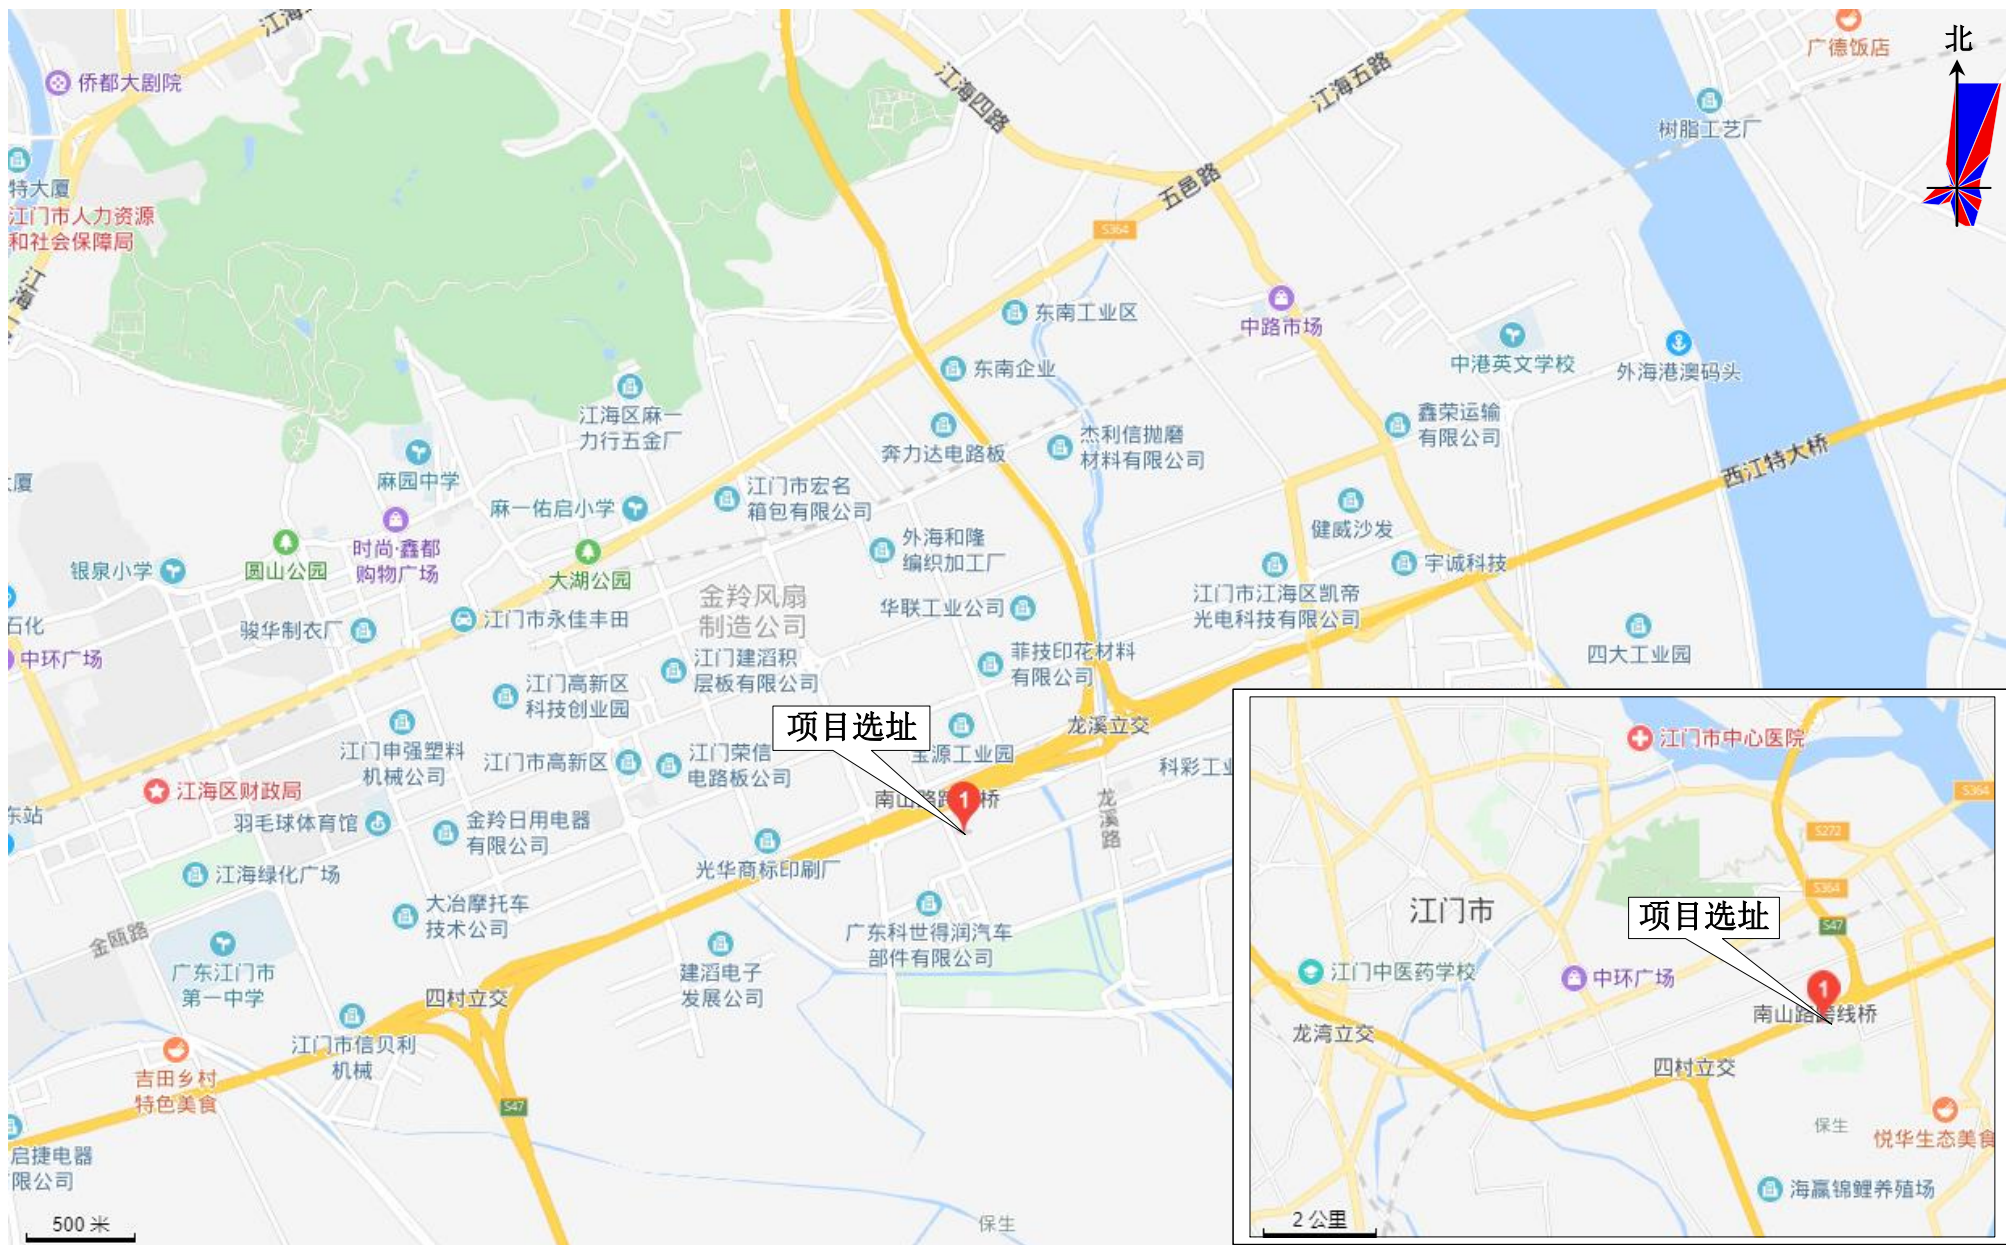 江海
北
广德饭店
侨都大剧院
江海四路
江海五路
树脂工艺厂
特大厦
江门市人力资源
和社会保障局
五邑路
S364
江海
东南工业区
中路市场
东南企业
中港英文学校
外海港澳码头
江海区麻一
力行五金厂
奔力达电路板
杰利信抛磨
材料有限公司
鑫荣运输
有限公司
西江特大桥
厦
麻园中学
麻一佑启小学
江门市宏名
箱包有限公司
时尚·鑫都
购物广场
健威沙发
外海和隆
编织加工厂
银泉小学
圆山公园
大湖公园
宇诚科技
江门市江海区凯帝
光电科技有限公司
金羚风扇
制造公司
华联工业公司
石化
骏华制衣厂
江门市永佳丰田
中环广场
四大工业园
江门建滔积
层板有限公司
菲技印花材料
有限公司
江门高新区
科技创业园
项目选址
龙溪立交
江门申强塑料
机械公司
江门市高新区
江门荣信
电路板公司
宝源工业园
科彩工业
江海区财政局
南山路跨
桥
1
龙溪路
东站
羽毛球体育馆
金羚日用电器
有限公司
光华商标印刷厂
江海绿化广场
大冶摩托车
技术公司
广东科世得润汽车
部件有限公司
金瓯路
广东江门市
第一中学
建滔电子
发展公司
四村立交
江门市信贝利
机械
吉田乡村
特色美食
S47
启捷电器
限公司
500 米
保生
江门市中心医院
S364
S272
S364
江门市
项目选址
S47
江门中医药学校
中环广场
1
南山路跨线桥
龙湾立交
四村立交
保生
悦华生态美食
海赢锦鲤养殖场
2 公里